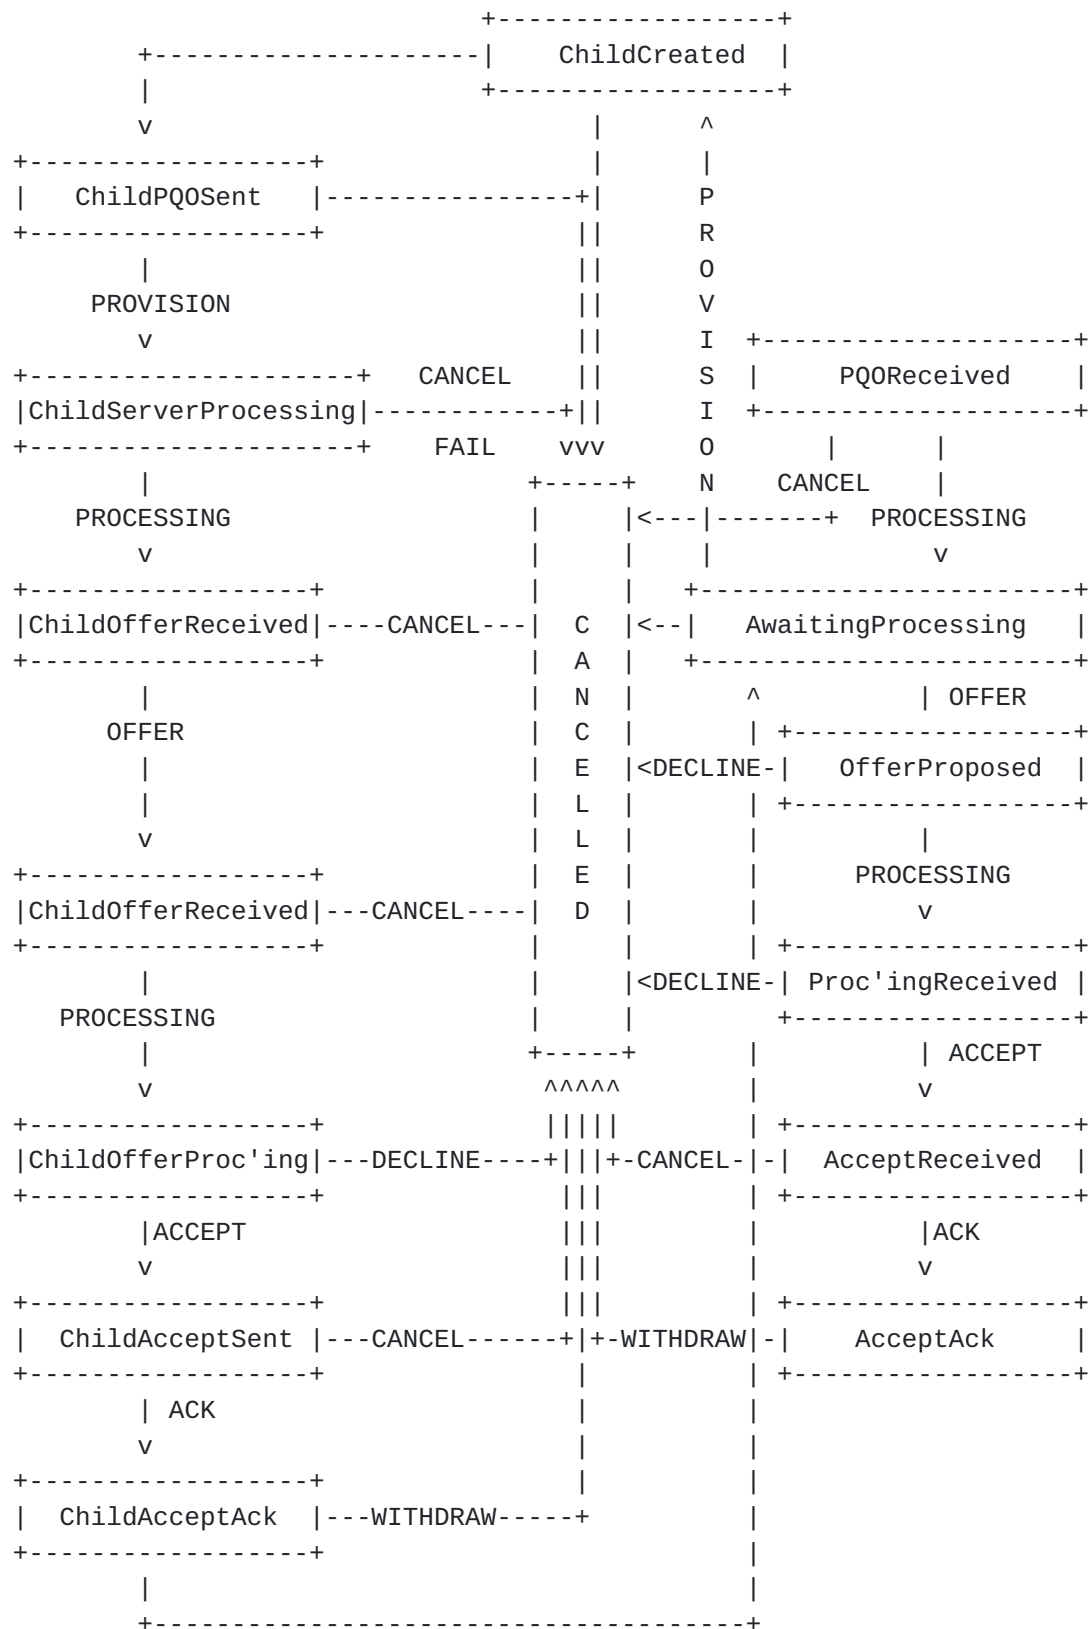 +------------------+
        +---------------------|    ChildCreated  |
        |                     +------------------+
        v                            |      ^
+------------------+                 |      |
|   ChildPQOSent   |----------------+|      P
+------------------+                ||      R
        |                           ||      O
    PROVISION                       ||      V
        v                           ||      I  +--------------------+
+---------------------+   CANCEL    ||      S  |     PQOReceived    |
|ChildServerProcessing|------------+||      I  +--------------------+
+---------------------+    FAIL    vvv      O       |      |
        |                        +-----+    N    CANCEL    |
    PROCESSING                   |     |<---|-------+  PROCESSING
        v                        |     |    |              v
+------------------+             |     |   +------------------------+
|ChildOfferReceived|----CANCEL---|  C  |<--|   AwaitingProcessing   |
+------------------+             |  A  |   +------------------------+
        |                        |  N  |       ^          | OFFER
      OFFER                      |  C  |       | +------------------+
        |                        |  E  |<DECLINE-|   OfferProposed  |
        |                        |  L  |       | +------------------+
        v                        |  L  |       |          |
+------------------+             |  E  |       |      PROCESSING
|ChildOfferReceived|---CANCEL----|  D  |       |          v
+------------------+             |     |       | +------------------+
        |                        |     |<DECLINE-| Proc'ingReceived |
   PROCESSING                    |     |         +------------------+
        |                        +-----+       |          | ACCEPT
        v                         ^^^^^        |          v
+------------------+              |||||        | +------------------+
|ChildOfferProc'ing|---DECLINE----+|||+-CANCEL-|-|  AcceptReceived  |
+------------------+               |||         | +------------------+
        |ACCEPT                    |||         |          |ACK
        v                          |||         |          v
+------------------+               |||         | +------------------+
|  ChildAcceptSent |---CANCEL------+|+-WITHDRAW|-|    AcceptAck     |
+------------------+                |          | +------------------+
        | ACK                       |          |
        v                           |          |
+------------------+                |          |
|  ChildAcceptAck  |---WITHDRAW-----+          |
+------------------+                           |
        |                                      |
        +--------------------------------------+